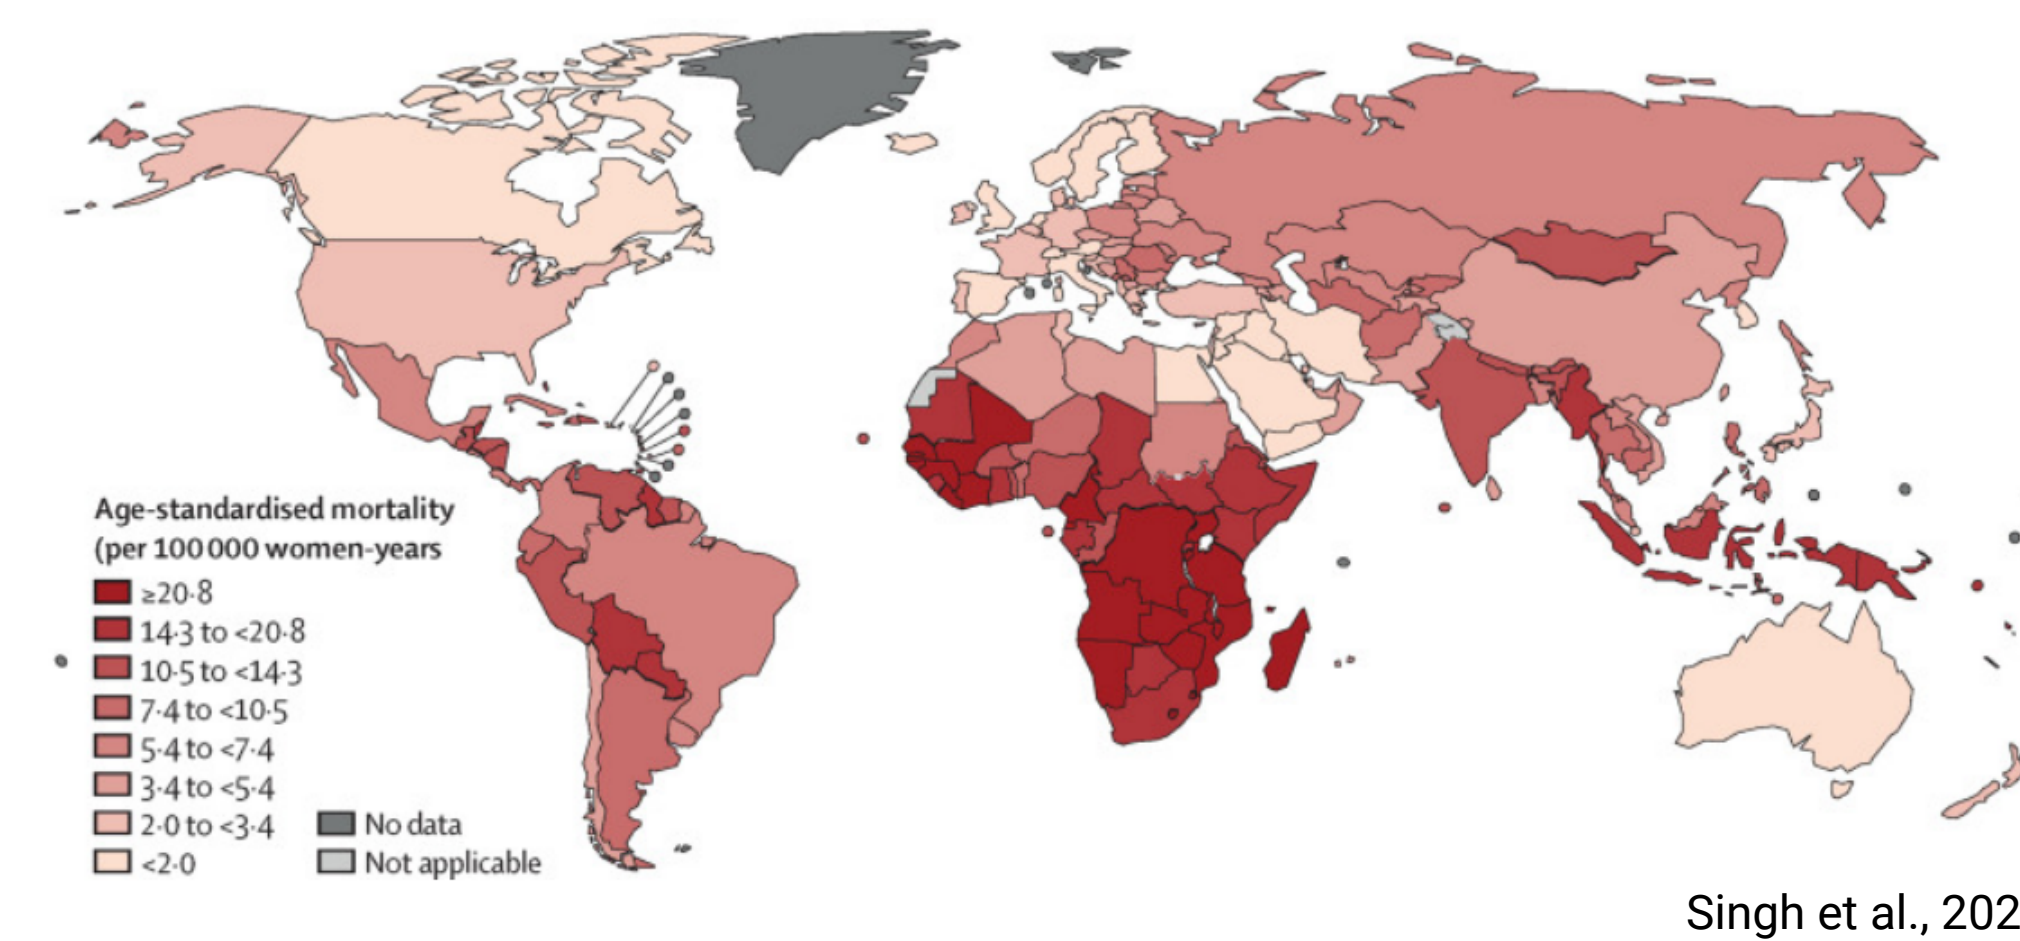 Age-standardised mortality
(per 100 000 women-years
≥20·8
14·3 to <20·8
10·5 to <14·3
7·4 to <10·5
5·4 to <7·4
3·4 to <5·4
2·0 to <3·4
<2·0
No data
Not applicable
Singh et al., 202